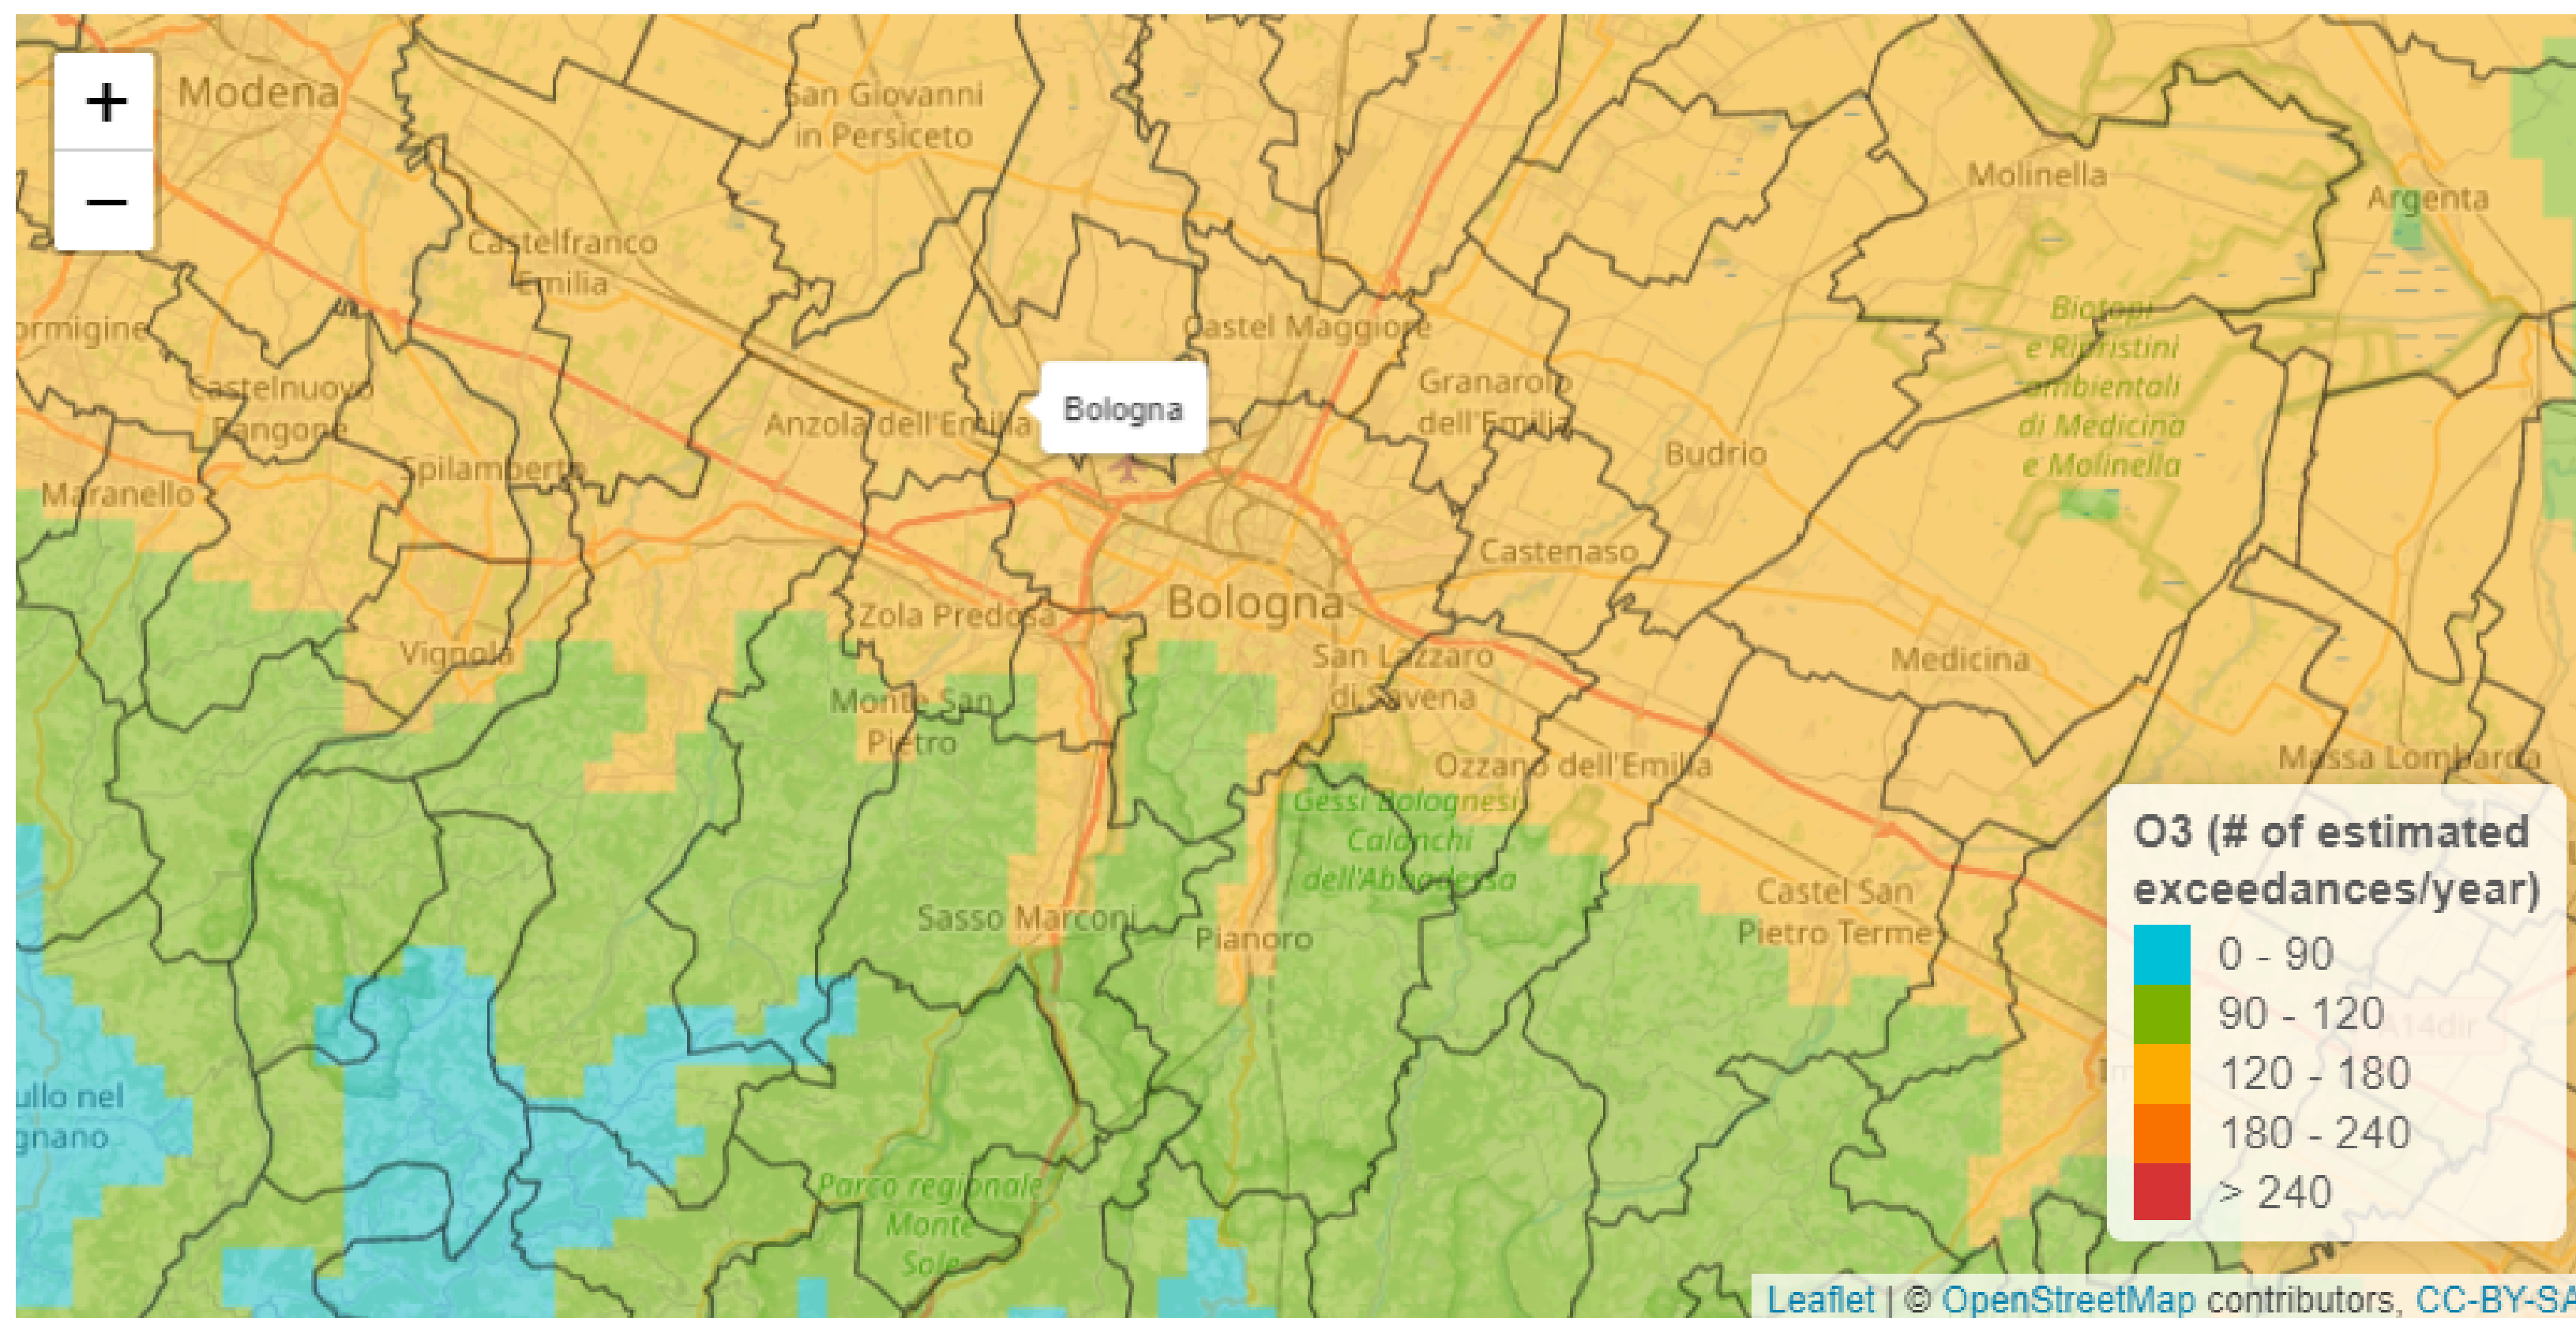 +
−
Modena
San Giovanni
in Persiceto
Molinella
Argenta
Castelfranco
Emilia
ormigine
Castel Maggiore
Biotopi
e Ripristini
ambientali
di Medicina
e Molinella
Castelnuovo
Rangone
Bologna
Granarolo
dell'Emilia
Anzola dell'Emilia
Budrio
Spilamberto
Maranello
Castenaso
Bologna
Zola Predosa
Vignola
San Lazzaro
di Savena
Medicina
Monte San
Pietro
Ozzano dell'Emilia
Massa Lombarda
Gessi Bolognesi
Calanchi
dell'Abbadessa
Castel San
Pietro Terme
Sasso Marconi
Pianoro
O3 (# of estimated
exceedances/year)
0 - 90
90 - 120
120 - 180
180 - 240
> 240
A14dir
ullo nel
gnano
Parco regionale
Monte
Sole
Leaflet | © OpenStreetMap contributors, CC-BY-SA